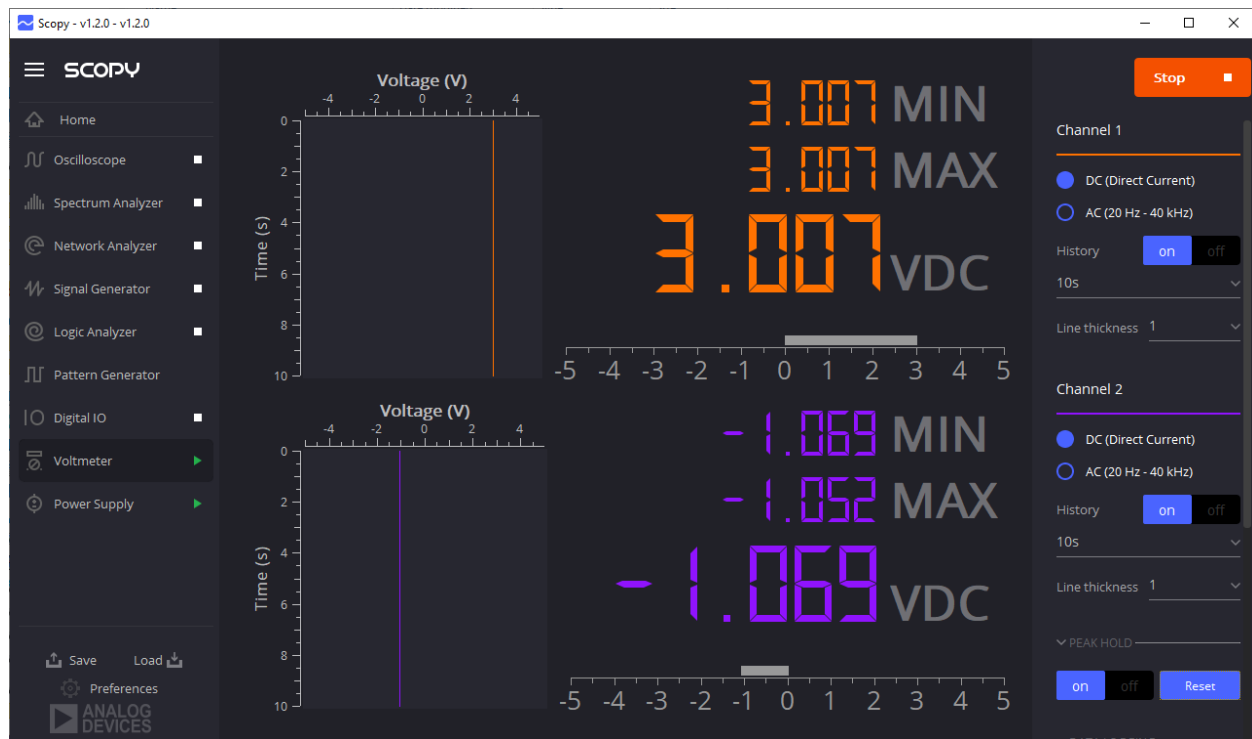 Scopy - v1.2.0 - v1.2.0
SCOPY
Home
Oscilloscope
Spectrum Analyzer
Network Analyzer
Signal Generator
Logic Analyzer
Pattern Generator
Digital IO
Voltmeter
Power Supply
Save Load
Preferences
ANALOG
DEVICES
Voltage (V)
-4 -2 0 2 4
Time (s)
0
2
4
6
8
10
3.007 MIN
3.007 MAX
3.007 VDC
-5 -4 -3 -2 -1 0 1 2 3 4 5
Voltage (V)
-4 -2 0 2 4
Time (s)
0
2
4
6
8
10
-1.069 MIN
-1.052 MAX
-1.069 VDC
-5 -4 -3 -2 -1 0 1 2 3 4 5
Stop
Channel 1
DC (Direct Current)
AC (20 Hz - 40 kHz)
History on off
10s
Line thickness 1
Channel 2
DC (Direct Current)
AC (20 Hz - 40 kHz)
History on off
10s
Line thickness 1
PEAK HOLD
on off Reset